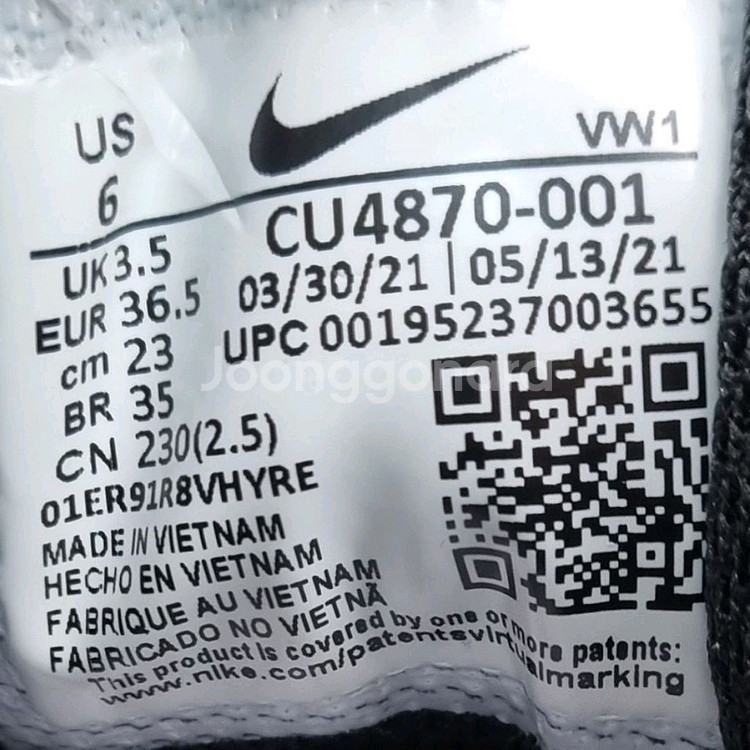 US
6
VW1
CU4870-001
UK 3.5
03/30/21 | 05/13/21
EUR 36.5
UPC 00195237003655
cm 23
Joonggonara
BR 35
CN 230(2.5)
01ER91R8VHYRE
MADE IN VIETNAM
HECHO EN VIETNAM
FABRIQUE AU VIETNAM
FABRICADO NO VIETNÃ
This product is covered by one or more patents:
www.nike.com/patentsvirtualmarking